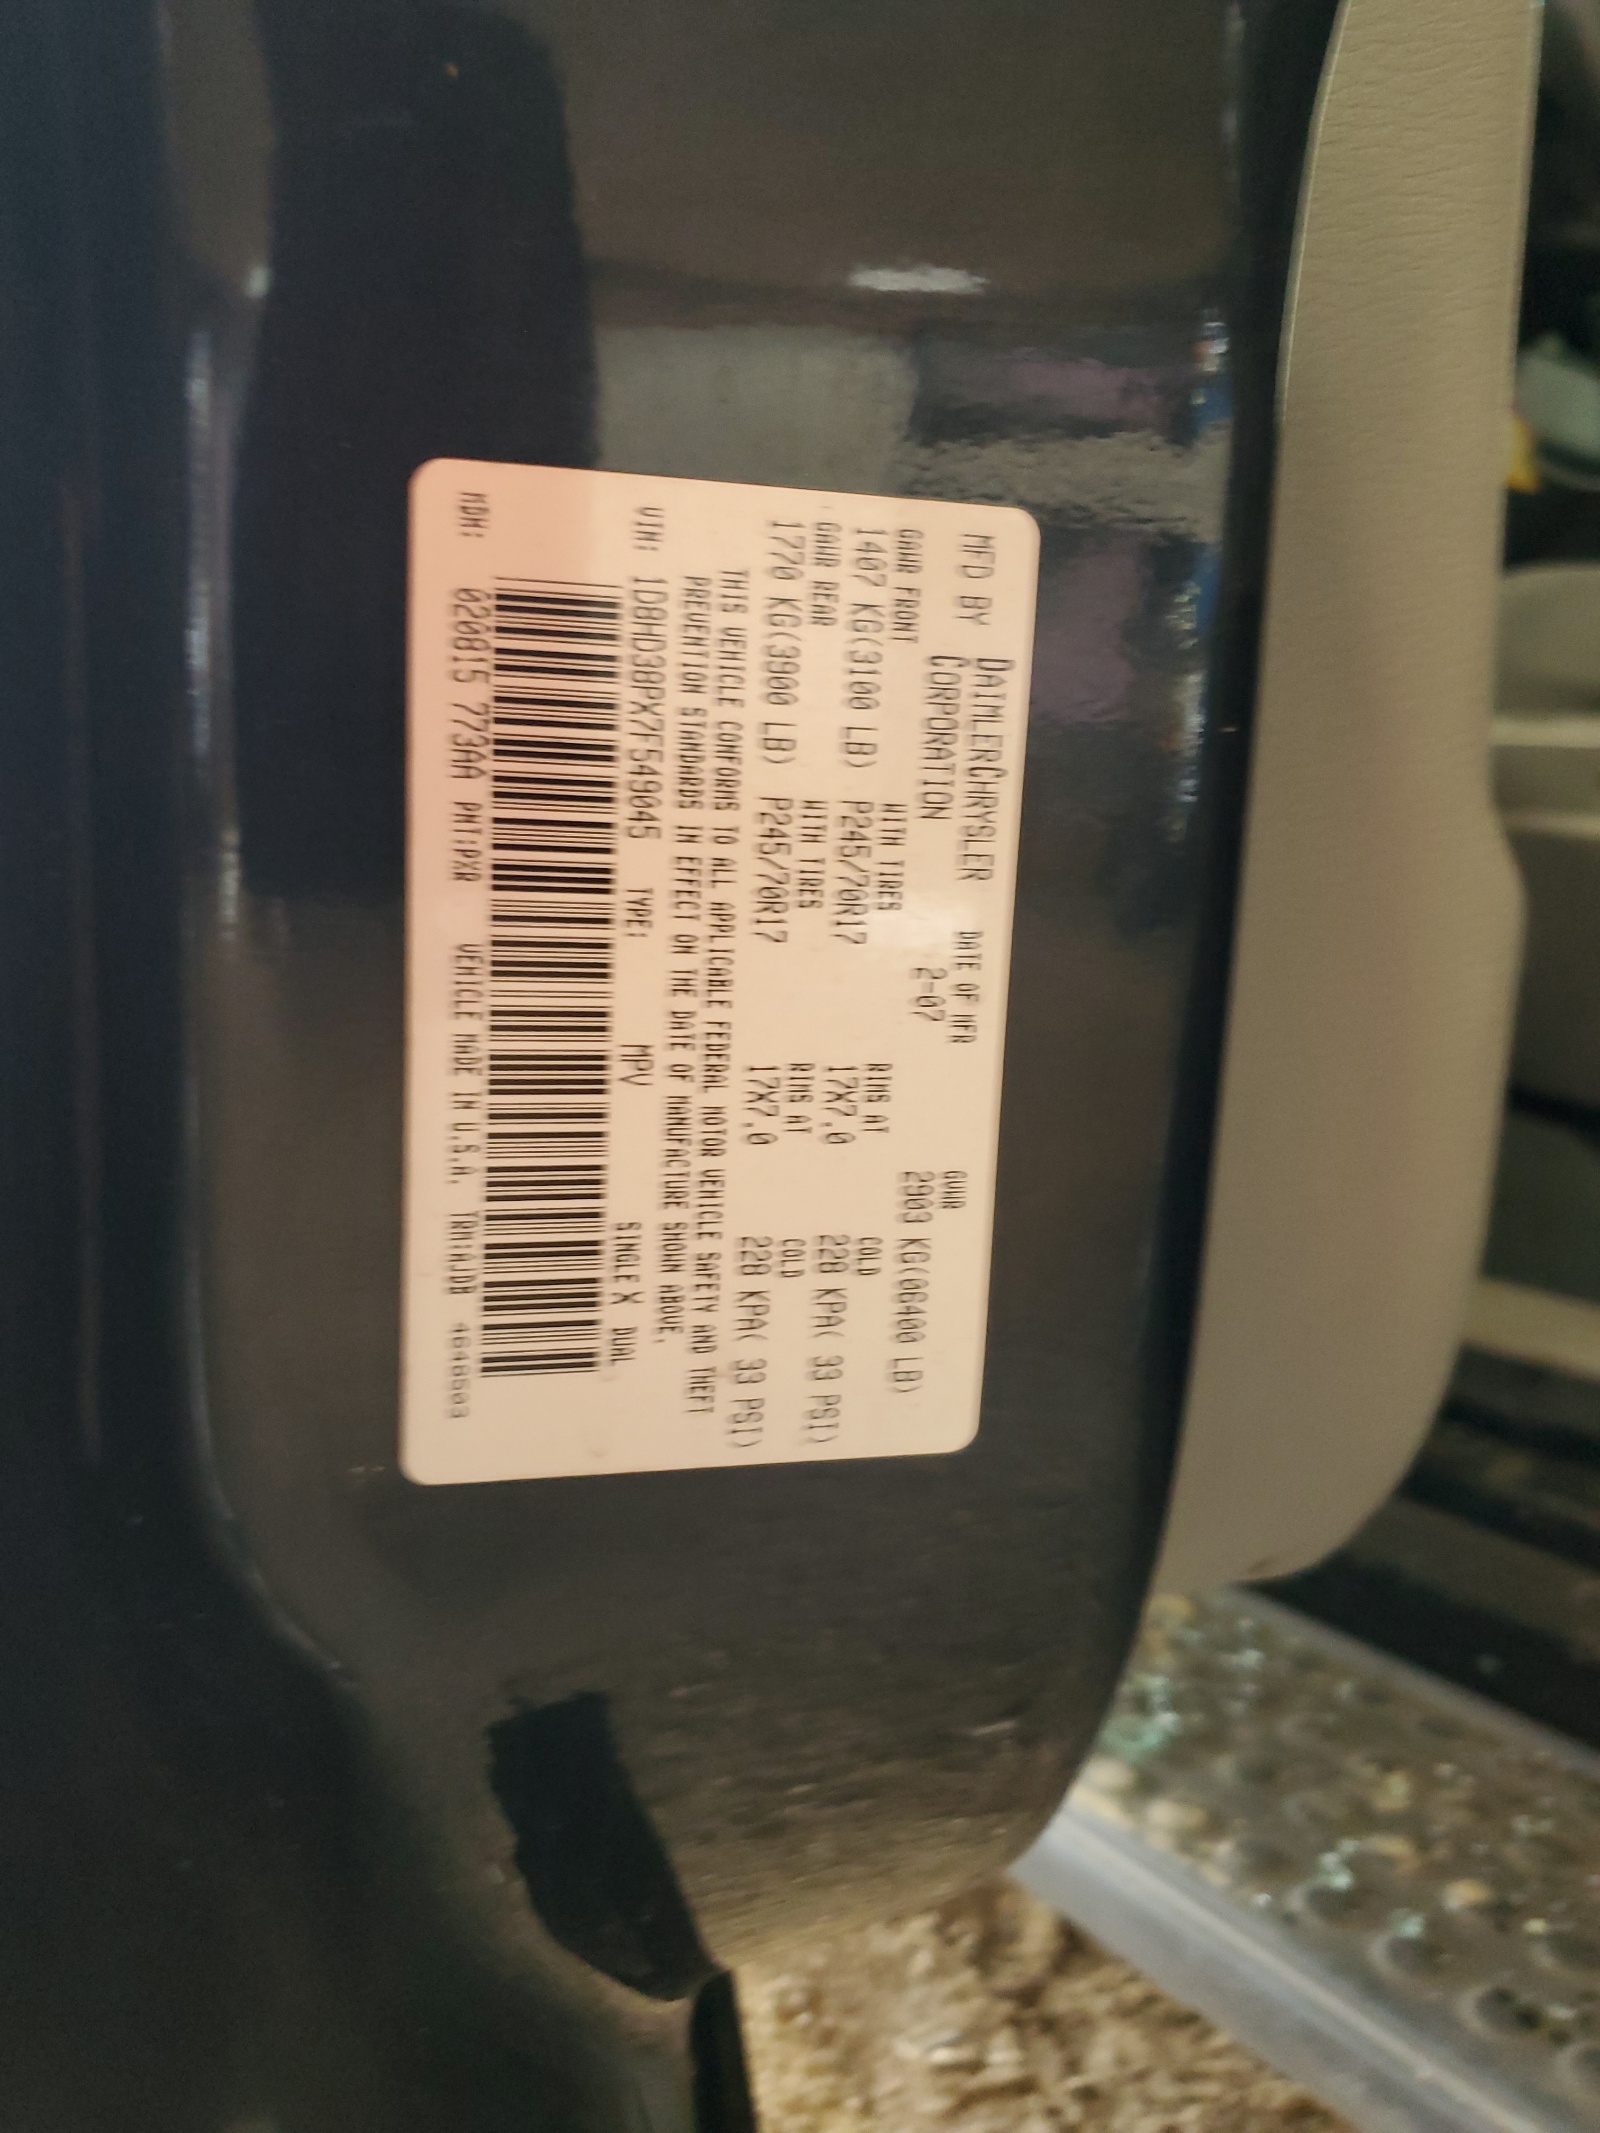 MFD BY DAIMLERCHRYSLER CORPORATION DATE OF MFR 2-07 GVWR 2903 KG(06400 LB)
GAWR FRONT WITH TIRES RIMS AT COLD
1407 KG(3100 LB) P245/70R17 17X7.0 228 KPA( 33 PSI)
GAWR REAR WITH TIRES RIMS AT COLD
1770 KG(3900 LB) P245/70R17 17X7.0 228 KPA( 33 PSI)
THIS VEHICLE CONFORMS TO ALL APPLICABLE FEDERAL MOTOR VEHICLE SAFETY AND THEFT
PREVENTION STANDARDS IN EFFECT ON THE DATE OF MANUFACTURE SHOWN ABOVE.
VIN: 1D8HD38PX7F549045 TYPE: MPV SINGLE X DUAL
MDH: 020815 773AA PNT:PXR VEHICLE MADE IN U.S.A. TRM:AJDB